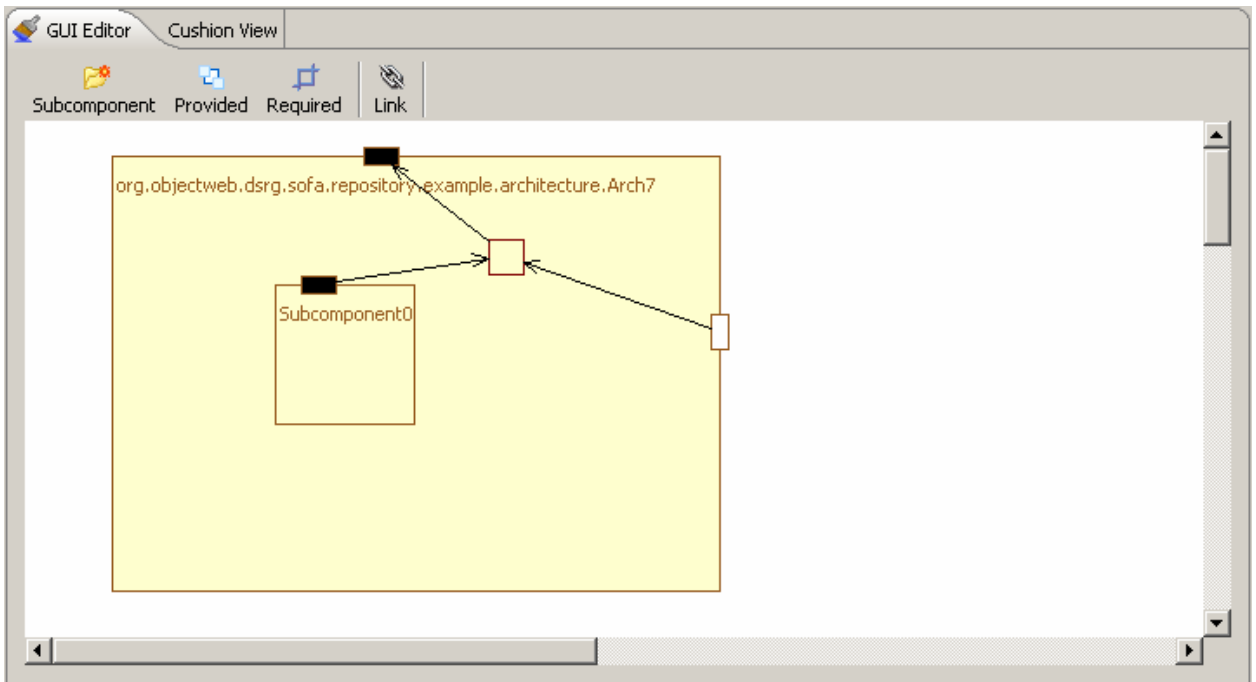 GUI Editor Cushion View
Subcomponent Provided Required Link
org.objectweb.dsrg.sofa.repository.example.architecture.Arch7
Subcomponent0